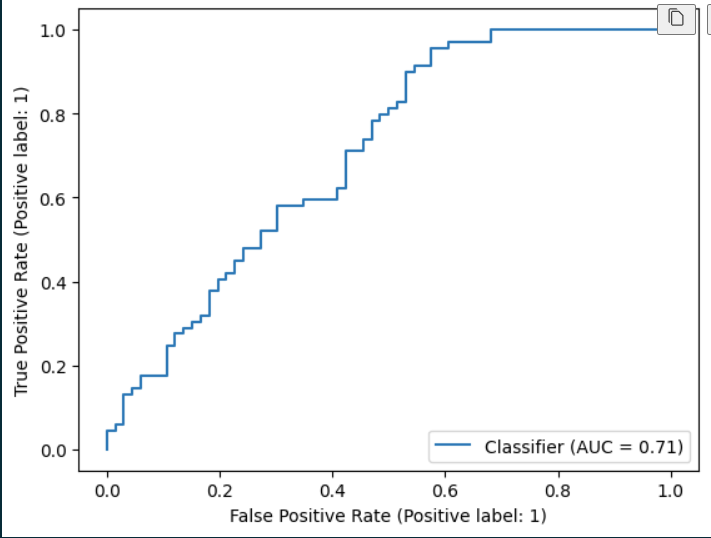 1.0
0.8
0.6
0.4
0.2
0.0
True Positive Rate (Positive label: 1)
Classifier (AUC = 0.71)
0.0 0.2 0.4 0.6 0.8 1.0
False Positive Rate (Positive label: 1)